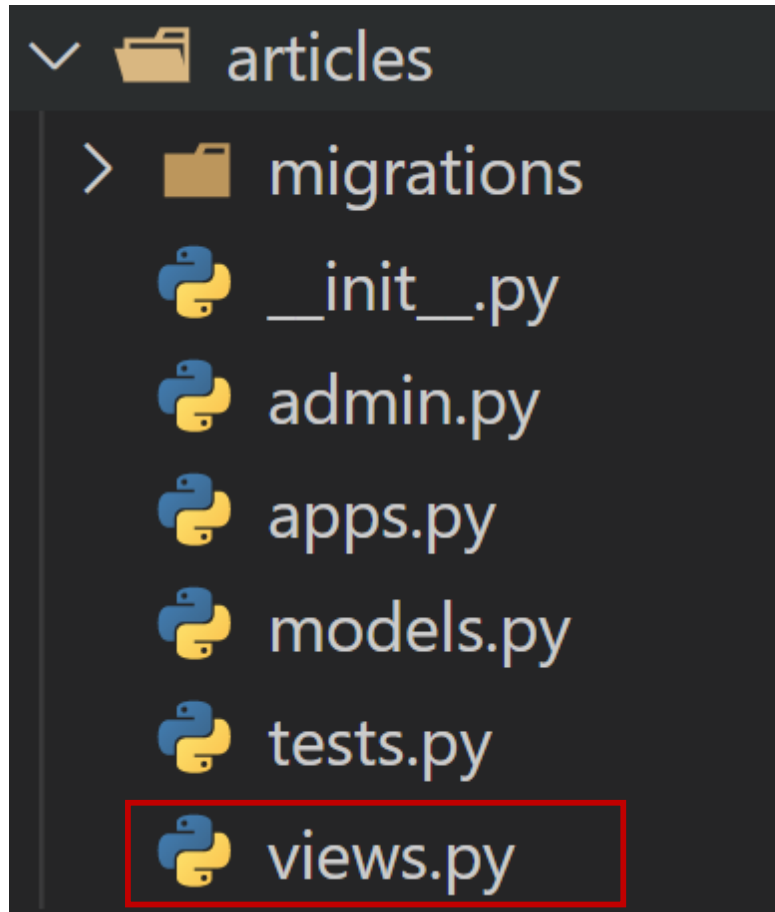 articles
migrations
__init__.py
admin.py
apps.py
models.py
tests.py
views.py